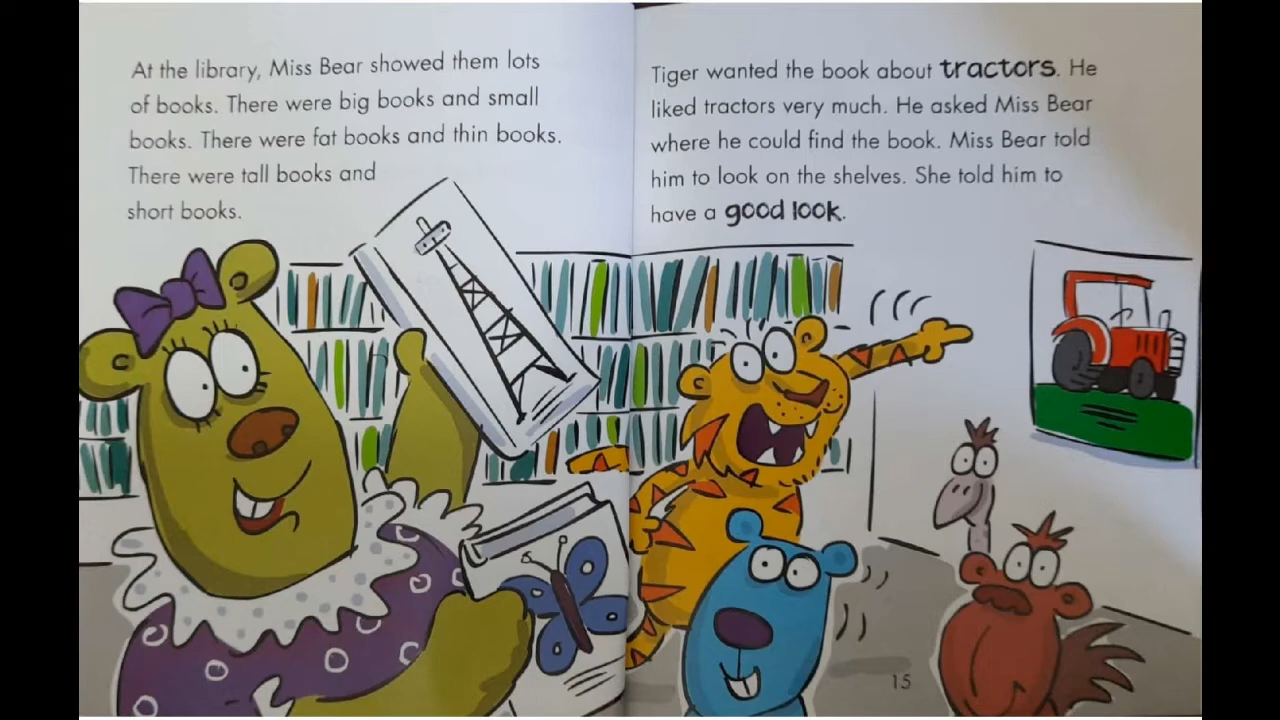 At the library, Miss Bear showed them lots
of books. There were big books and small
books. There were fat books and thin books.
There were tall books and
short books.
Tiger wanted the book about tractors. He
liked tractors very much. He asked Miss Bear
where he could find the book. Miss Bear told
him to look on the shelves. She told him to
have a good look.
15